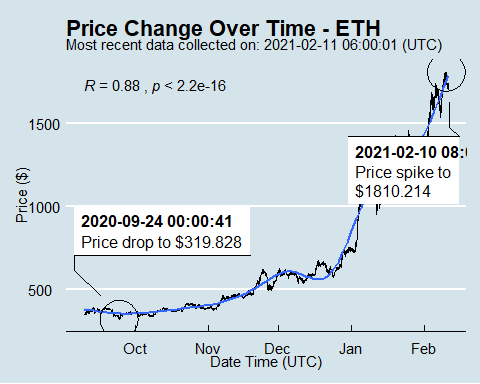 Price Change Over Time - ETH
Most recent data collected on: 2021-02-11 06:00:01 (UTC)
R = 0.88 , p < 2.2e-16
1500
1000
500
Price ($)
2021-02-10 08:0
Price spike to
$1810.214
2020-09-24 00:00:41
Price drop to $319.828
Oct
Nov
Dec
Jan
Feb
Date Time (UTC)